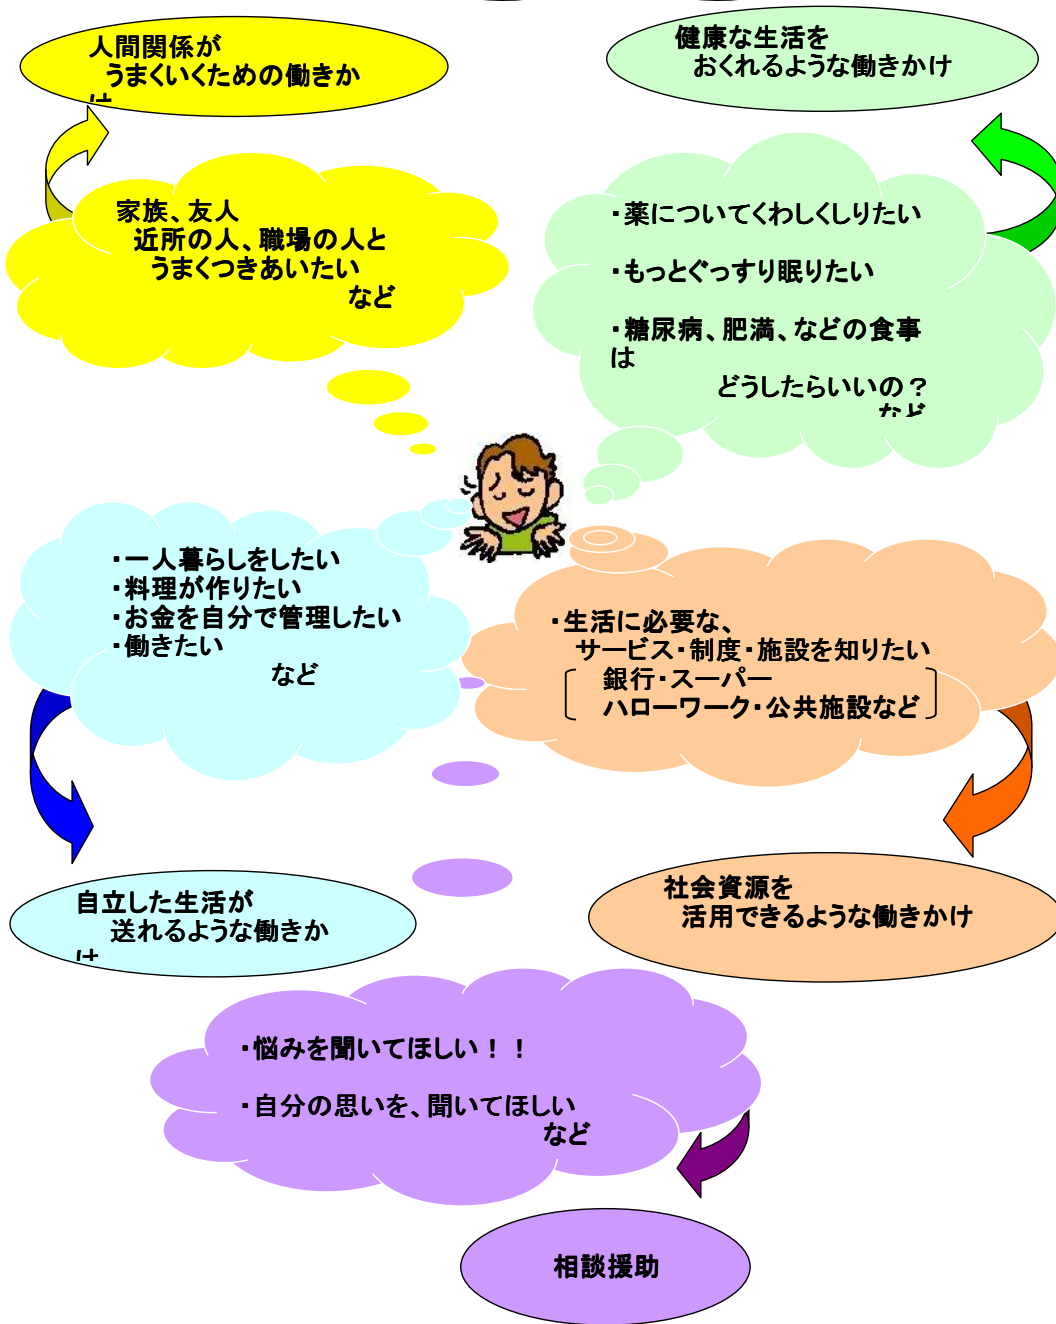 人間関係が
うまくいくための働きか
健康な生活を
おくれるような働きかけ
家族、友人
近所の人、職場の人と
うまくつきあいたい
など
・薬についてくわしくしりたい
・もっとぐっすり眠りたい
・糖尿病、肥満、などの食事
は
どうしたらいいの？
など
・一人暮らしをしたい
・料理が作りたい
・お金を自分で管理したい
・働きたい
など
・生活に必要な、
サービス・制度・施設を知りたい
銀行・スーパー
ハローワーク・公共施設など
自立した生活が
送れるような働きか
社会資源を
活用できるような働きかけ
・悩みを聞いてほしい！！
・自分の思いを、聞いてほしい
など
相談援助